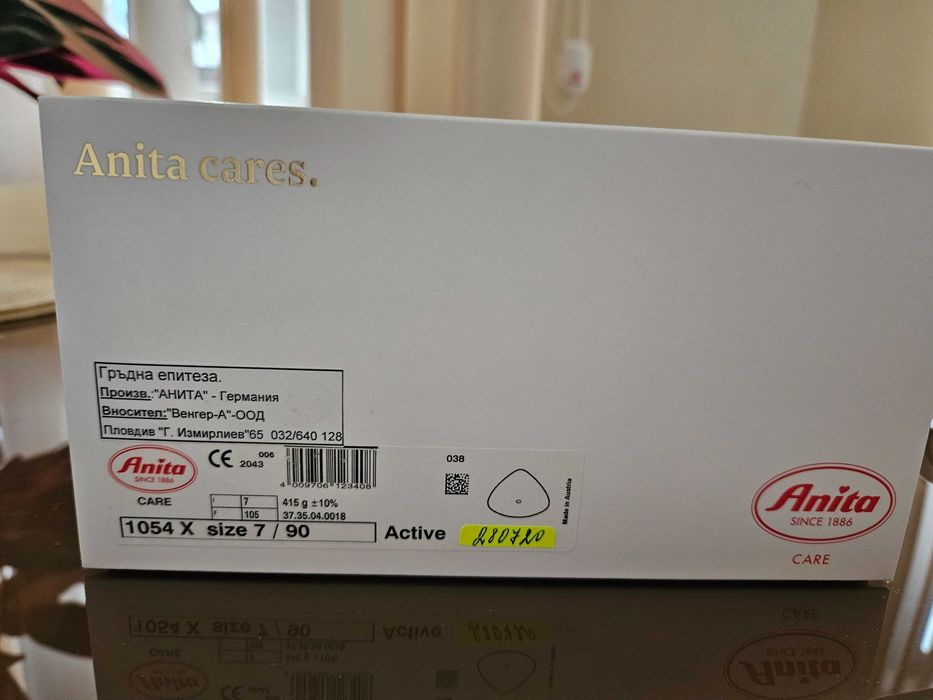 Anita cares.
Гръдна епитеза.
Произв.:"АНИТА" - Германия
Вносител:"Венгер-А"-ООД
Пловдив "Г. Измирлиев"65 032/640 128
Anita
SINCE 1886
CARE
CE 2043
006
4 009706 123408
I 7 415 g ±10%
F 105 37.35.04.0018
1054 X size 7 / 90
Active
038
Made in Austria
280720
Anita
SINCE 1886
CARE